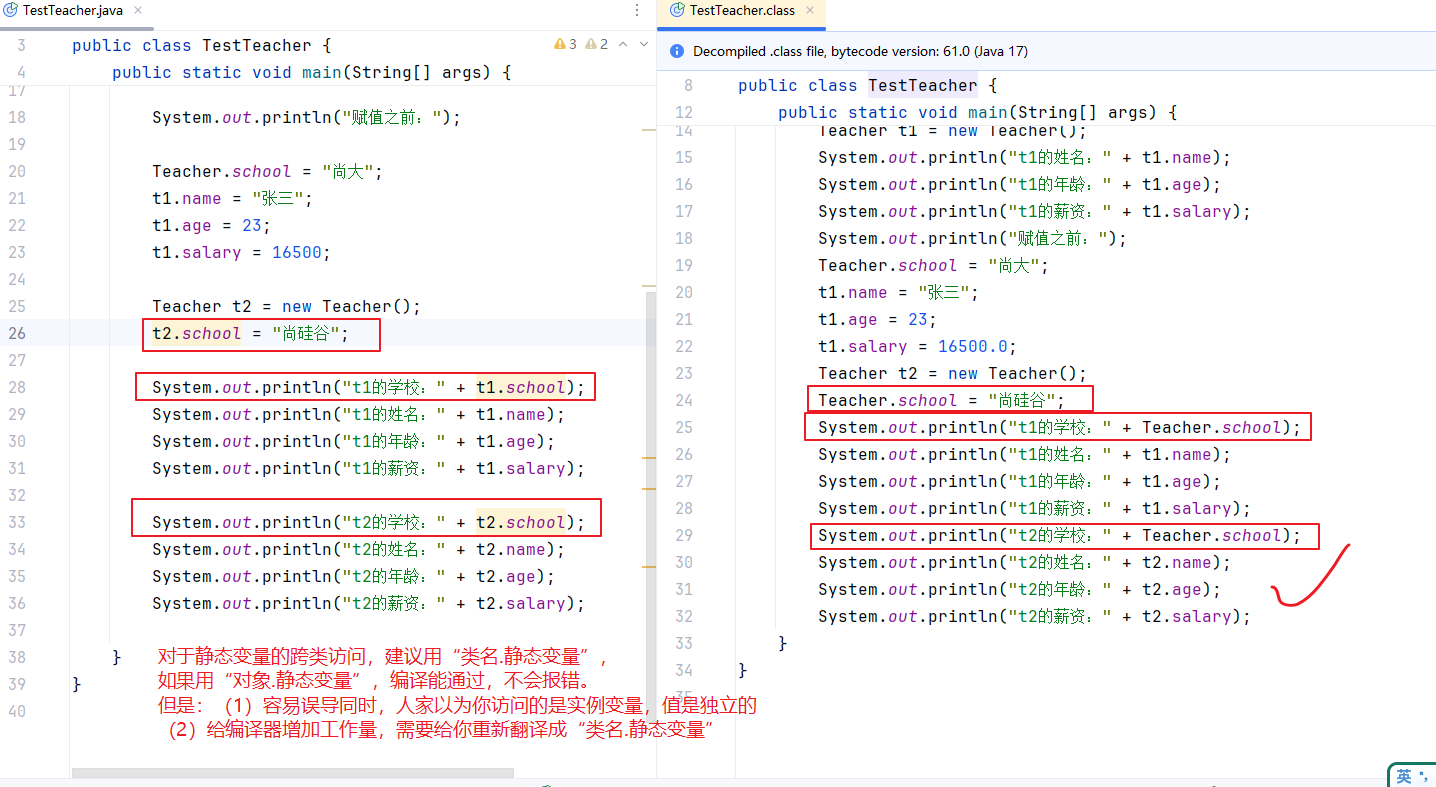 TestTeacher.java
3 public class TestTeacher {
3 2
4 public static void main(String[] args) {
17
18 System.out.println("赋值之前：");
19
20 Teacher.school = "尚大";
21 t1.name = "张三";
22 t1.age = 23;
23 t1.salary = 16500;
24
25 Teacher t2 = new Teacher();
26 t2.school = "尚硅谷";
27
28 System.out.println("t1的学校：" + t1.school);
29 System.out.println("t1的姓名：" + t1.name);
30 System.out.println("t1的年龄：" + t1.age);
31 System.out.println("t1的薪资：" + t1.salary);
32
33 System.out.println("t2的学校：" + t2.school);
34 System.out.println("t2的姓名：" + t2.name);
35 System.out.println("t2的年龄：" + t2.age);
36 System.out.println("t2的薪资：" + t2.salary);
37
38 }
39 }
40
对于静态变量的跨类访问，建议用“类名.静态变量”，
如果用“对象.静态变量”，编译能通过，不会报错。
但是：（1）容易误导同时，人家以为你访问的是实例变量，值是独立的
（2）给编译器增加工作量，需要给你重新翻译成“类名.静态变量”
TestTeacher.class
Decompiled .class file, bytecode version: 61.0 (Java 17)
8 public class TestTeacher {
12 public static void main(String[] args) {
14 Teacher t1 = new Teacher();
15 System.out.println("t1的姓名：" + t1.name);
16 System.out.println("t1的年龄：" + t1.age);
17 System.out.println("t1的薪资：" + t1.salary);
18 System.out.println("赋值之前：");
19 Teacher.school = "尚大";
20 t1.name = "张三";
21 t1.age = 23;
22 t1.salary = 16500.0;
23 Teacher t2 = new Teacher();
24 Teacher.school = "尚硅谷";
25 System.out.println("t1的学校：" + Teacher.school);
26 System.out.println("t1的姓名：" + t1.name);
27 System.out.println("t1的年龄：" + t1.age);
28 System.out.println("t1的薪资：" + t1.salary);
29 System.out.println("t2的学校：" + Teacher.school);
30 System.out.println("t2的姓名：" + t2.name);
31 System.out.println("t2的年龄：" + t2.age);
32 System.out.println("t2的薪资：" + t2.salary);
33 }
34 }
35
英